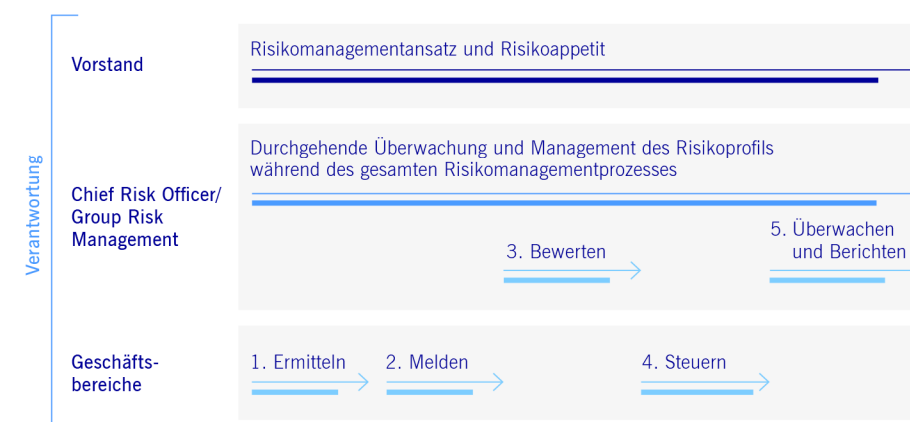 Verantwortung
Vorstand
Risikomanagementansatz und Risikoappetit
Chief Risk Officer/
Group Risk
Management
Durchgehende Überwachung und Management des Risikoprofils
während des gesamten Risikomanagementprozesses
3. Bewerten
5. Überwachen
und Berichten
Geschäfts-
bereiche
1. Ermitteln
2. Melden
4. Steuern